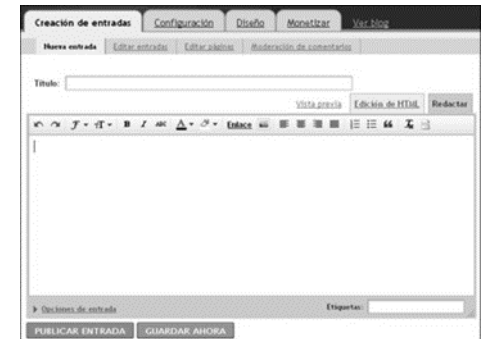 Creación de entradas Configuración Diseño Monetizar Ver blog
Nueva entrada Editar entradas Editar páginas Moderación de comentarios
Título:
Vista previa Edición de HTML Redactar
B I ABC A Enlace
Opciones de entrada Etiquetas:
PUBLICAR ENTRADA GUARDAR AHORA